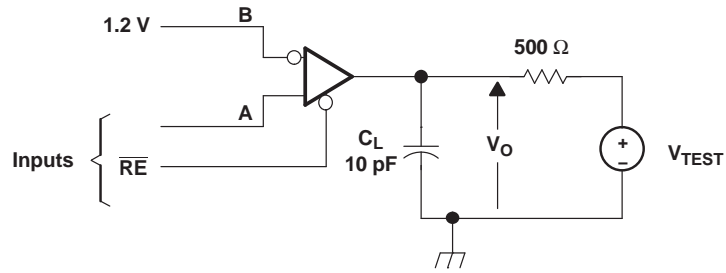 1.2 V
B
A
Inputs
RE
500 Ω
C_L
10 pF
V_O
+
−
V_TEST